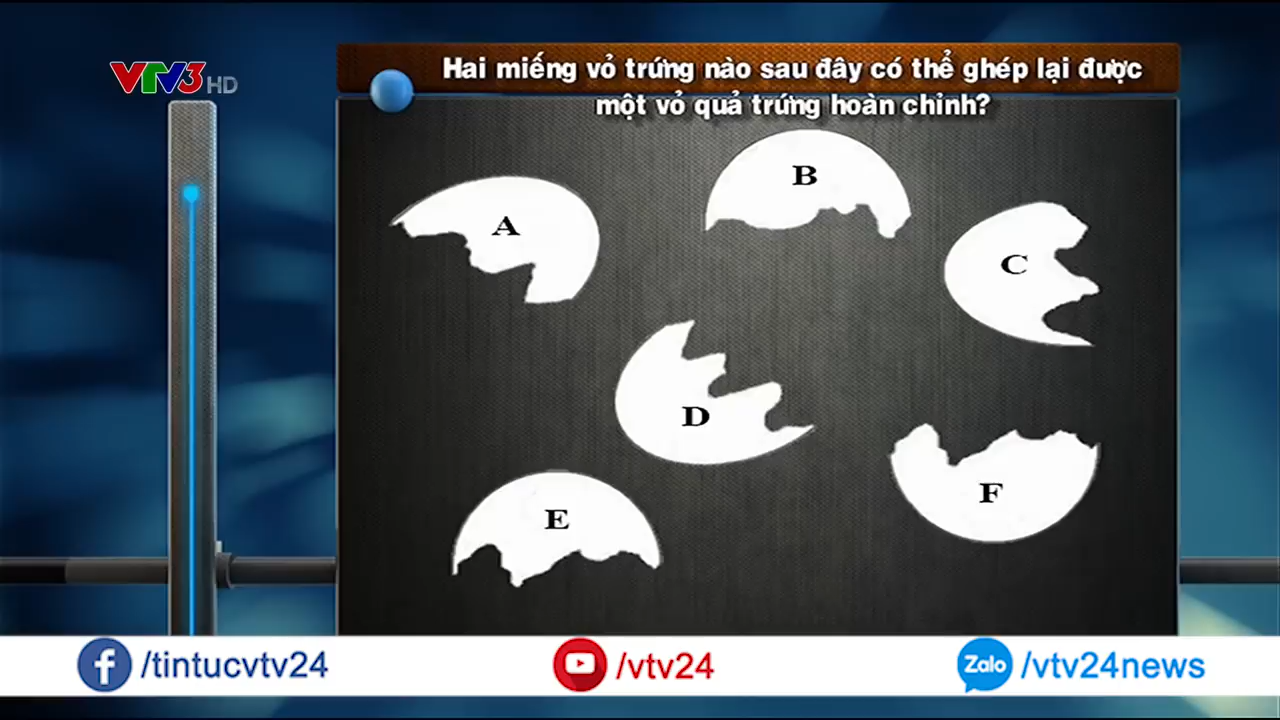 VTV3 HD
Hai miếng vỏ trứng nào sau đây có thể ghép lại được
một vỏ quả trứng hoàn chỉnh?
B
A
C
D
F
E
/tintucvtv24
/vtv24
Zalo /vtv24news